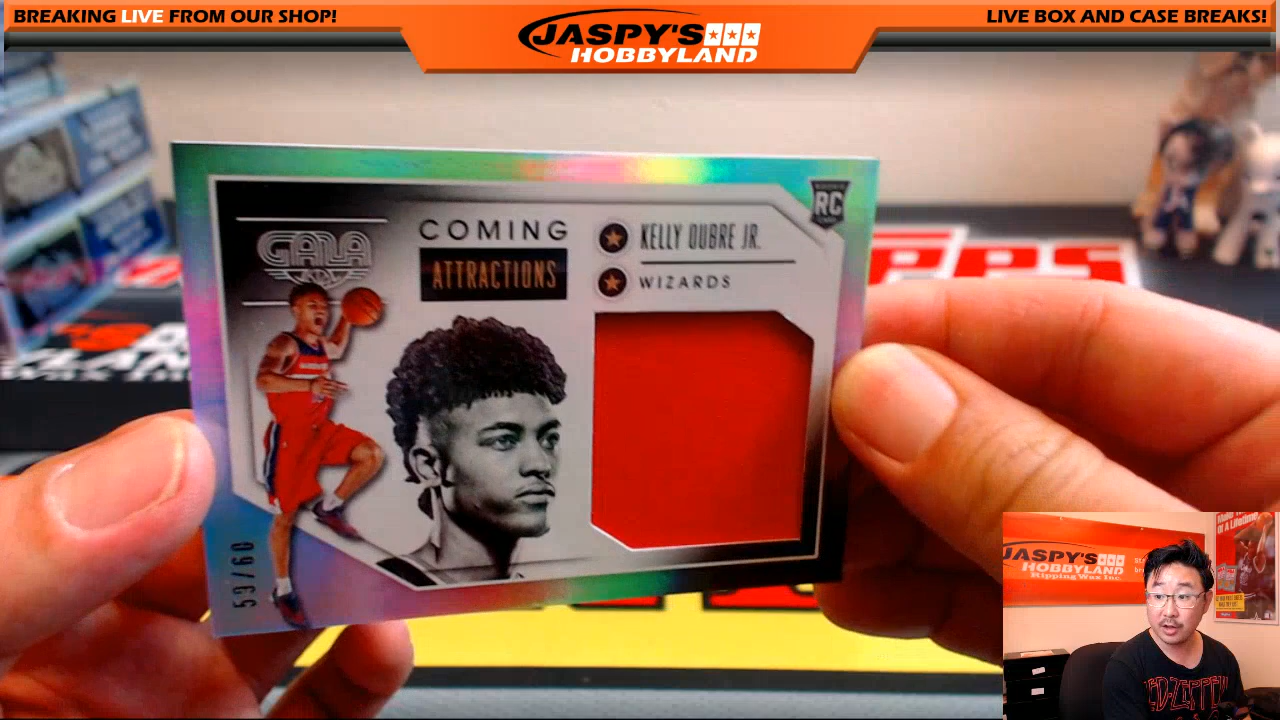 BREAKING LIVE FROM OUR SHOP!
JASPY'S
HOBBYLAND
LIVE BOX AND CASE BREAKS!
GALA
COMING
ATTRACTIONS
KELLY OUBRE JR.
WIZARDS
RC
59/60
JASPY'S
HOBBYLAND
Ripping Wax Inc.